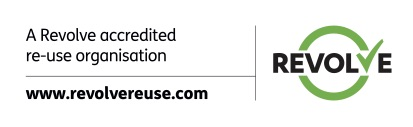 A Revolve accredited
re-use organisation
www.revolvereuse.com
REVOLVE